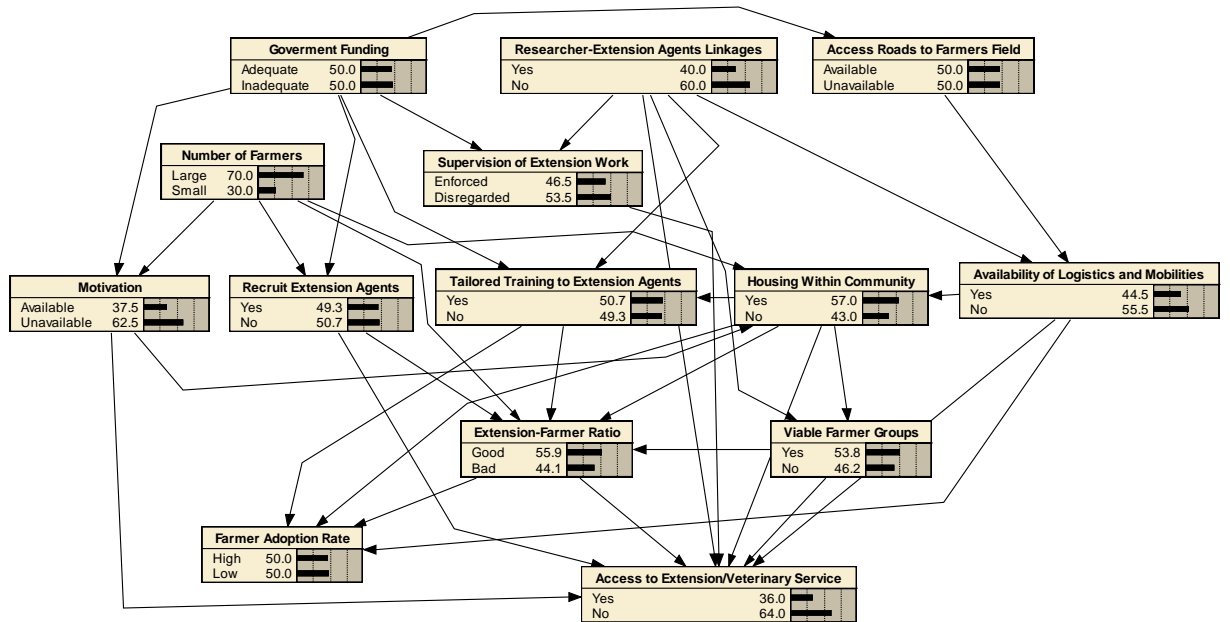 Goverment Funding
Adequate 50.0
Inadequate 50.0
Researcher-Extension Agents Linkages
Yes 40.0
No 60.0
Access Roads to Farmers Field
Available 50.0
Unavailable 50.0
Number of Farmers
Large 70.0
Small 30.0
Supervision of Extension Work
Enforced 46.5
Disregarded 53.5
Motivation
Available 37.5
Unavailable 62.5
Recruit Extension Agents
Yes 49.3
No 50.7
Tailored Training to Extension Agents
Yes 50.7
No 49.3
Housing Within Community
Yes 57.0
No 43.0
Availability of Logistics and Mobilities
Yes 44.5
No 55.5
Extension-Farmer Ratio
Good 55.9
Bad 44.1
Viable Farmer Groups
Yes 53.8
No 46.2
Farmer Adoption Rate
High 50.0
Low 50.0
Access to Extension/Veterinary Service
Yes 36.0
No 64.0